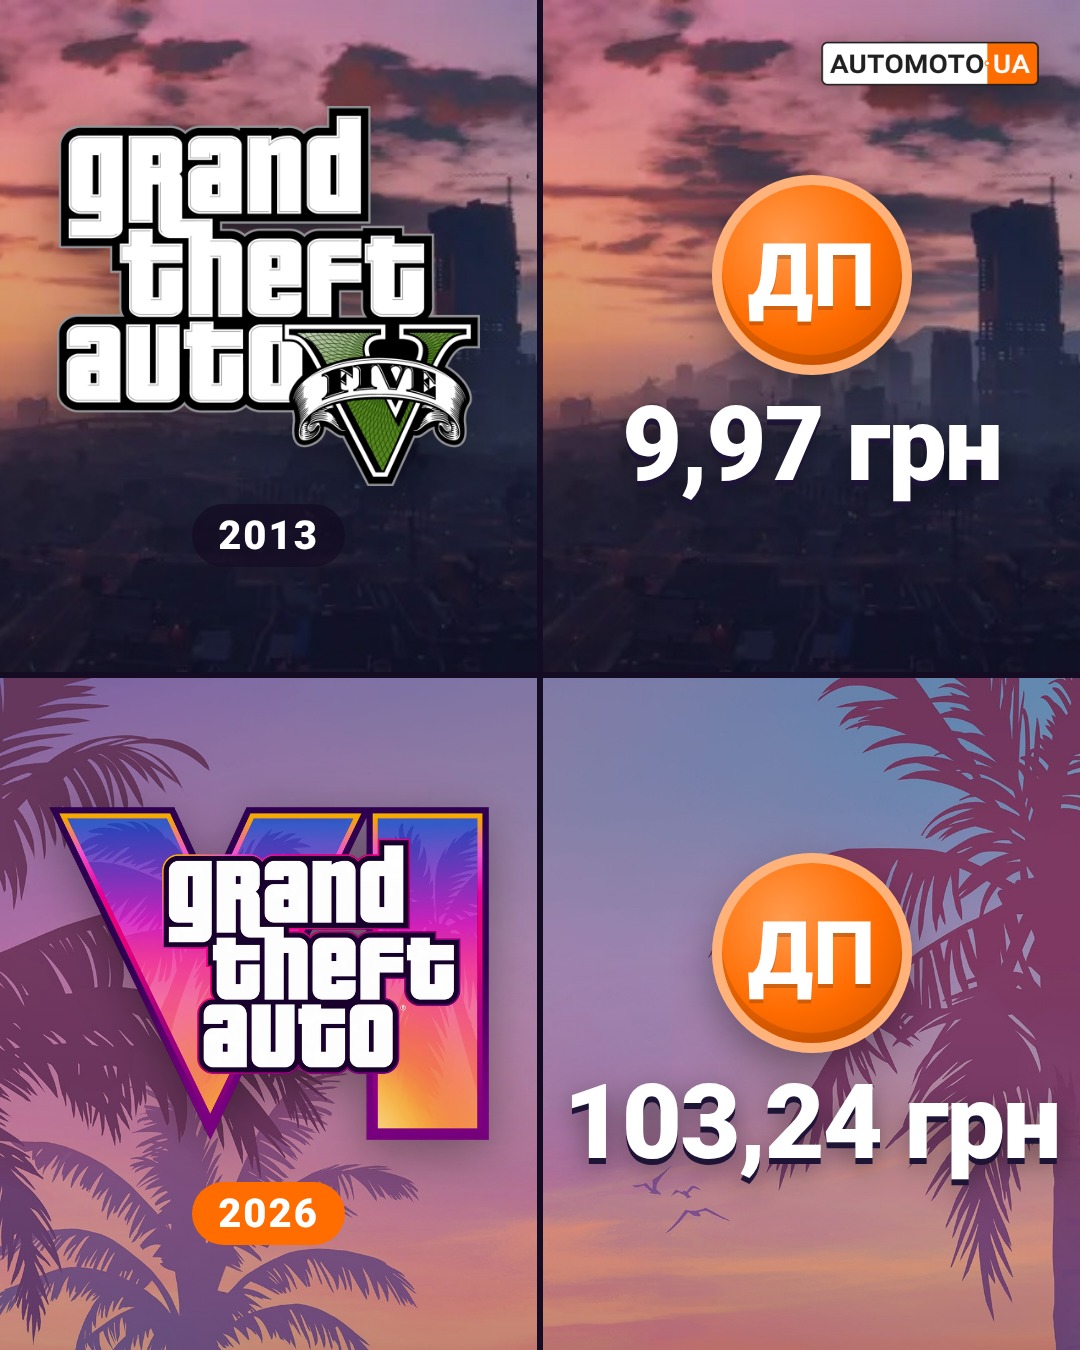 AUTOMOTO.UA
grand
theft
auto V
FIVE
2013
ДП
9,97 грн
VI
grand
theft
auto
®
2026
ДП
103,24 грн